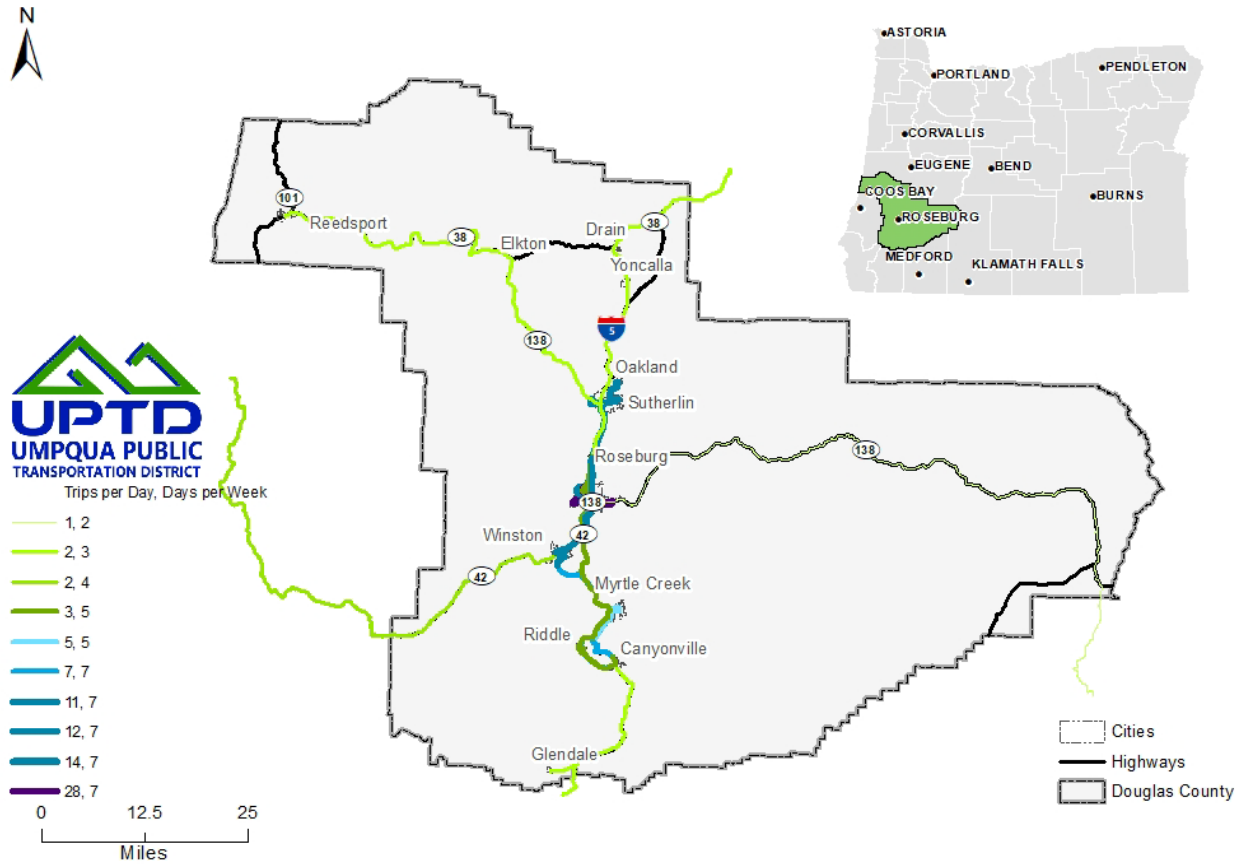 N
ASTORIA
PORTLAND
PENDLETON
CORVALLIS
EUGENE
BEND
COOS BAY
BURNS
ROSEBURG
MEDFORD
KLAMATH FALLS
101
Reedsport
38
Elkton
Drain
38
Yoncalla
5
138
Oakland
Sutherlin
Roseburg
138
138
42
Winston
42
Myrtle Creek
Riddle
Canyonville
Glendale
UPTD
UMPQUA PUBLIC
TRANSPORTATION DISTRICT
Trips per Day, Days per Week
1, 2
2, 3
2, 4
3, 5
5, 5
7, 7
11, 7
12, 7
14, 7
28, 7
0 12.5 25
Miles
Cities
Highways
Douglas County